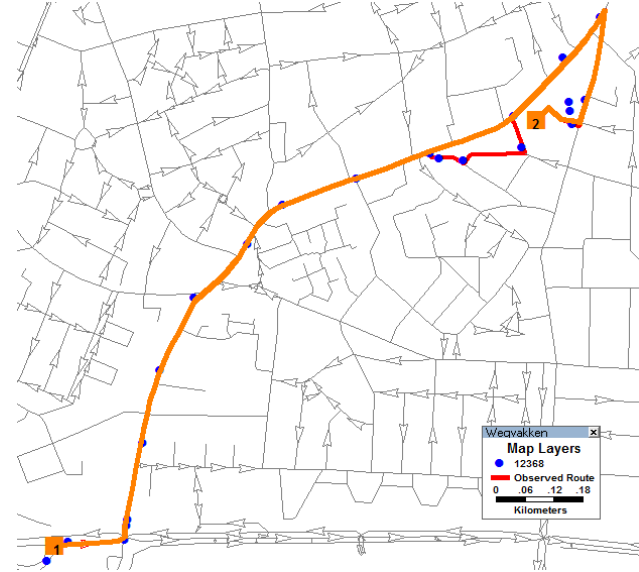 2
1
Wegvakken
Map Layers
12368
Observed Route
0 .06 .12 .18
Kilometers